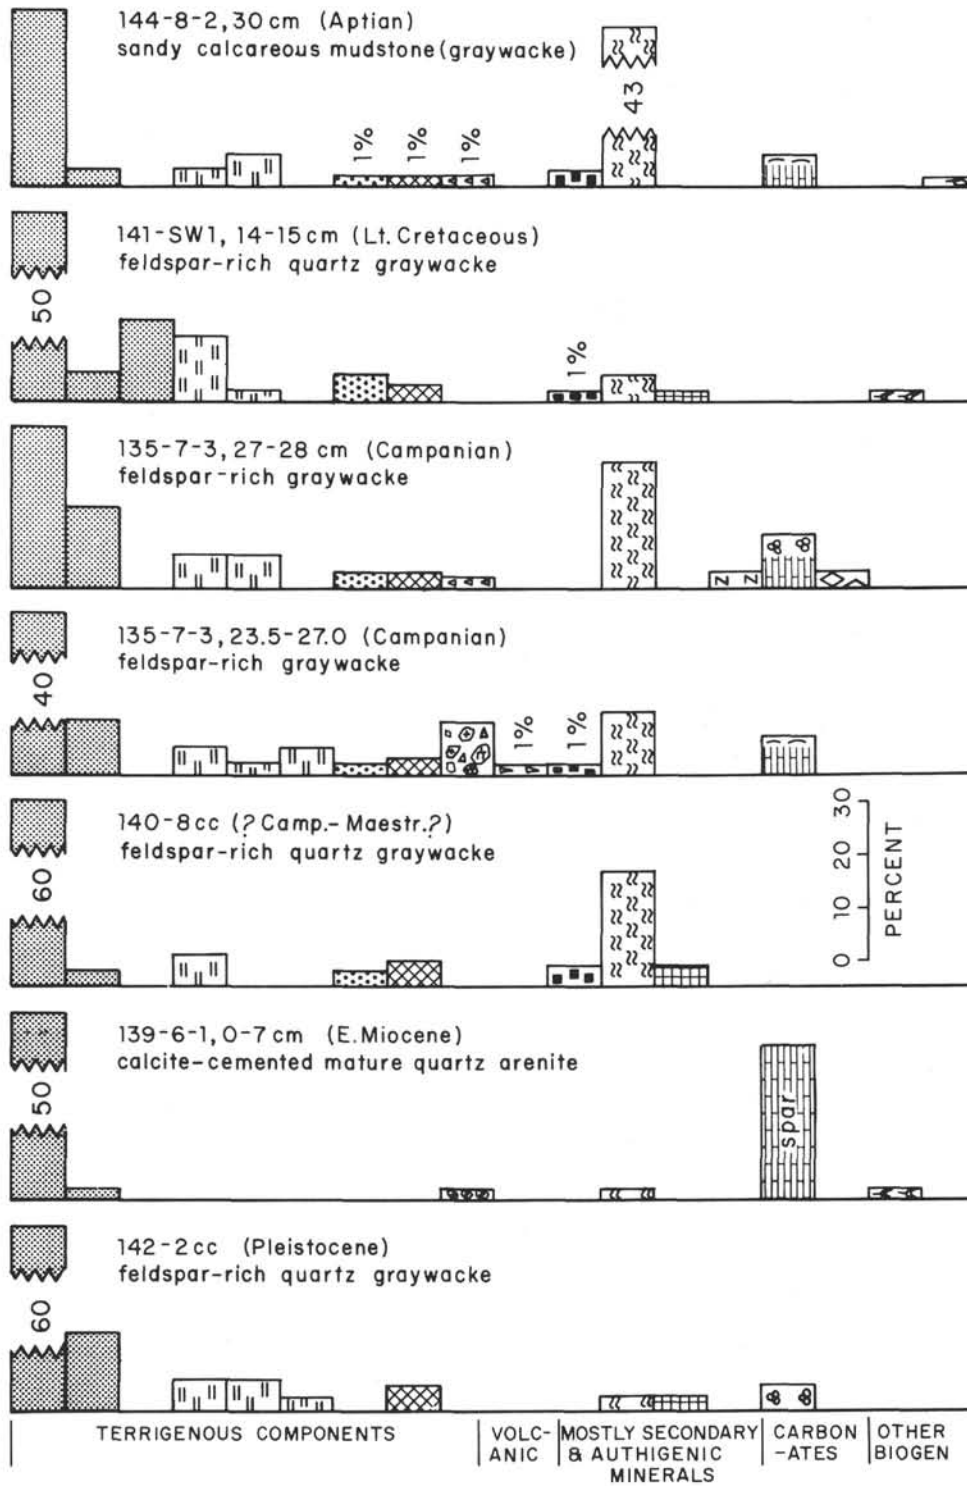 144-8-2, 30 cm (Aptian)
sandy calcareous mudstone (graywacke)
1%
1%
1%
43
141-SW1, 14-15 cm (Lt. Cretaceous)
feldspar-rich quartz graywacke
50
1%
135-7-3, 27-28 cm (Campanian)
feldspar-rich graywacke
Z Z
135-7-3, 23.5-27.0 (Campanian)
feldspar-rich graywacke
40
1%
1%
140-8cc (? Camp.- Maestr.?)
feldspar-rich quartz graywacke
60
30
20
10
0
PERCENT
139-6-1, 0-7 cm (E. Miocene)
calcite-cemented mature quartz arenite
50
spar
142-2cc (Pleistocene)
feldspar-rich quartz graywacke
60
TERRIGENOUS COMPONENTS
VOLC-
ANIC
MOSTLY SECONDARY
& AUTHIGENIC
MINERALS
CARBON
-ATES
OTHER
BIOGEN